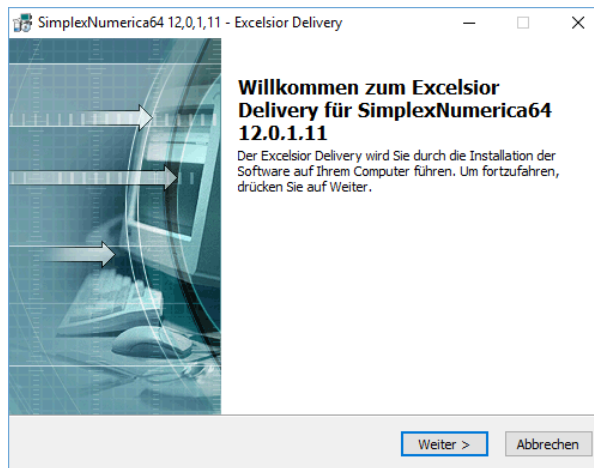 SimplexNumerica64 12,0,1,11 - Excelsior Delivery
Willkommen zum Excelsior
Delivery für SimplexNumerica64
12.0.1.11
Der Excelsior Delivery wird Sie durch die Installation der
Software auf Ihrem Computer führen. Um fortzufahren,
drücken Sie auf Weiter.
Weiter >
Abbrechen